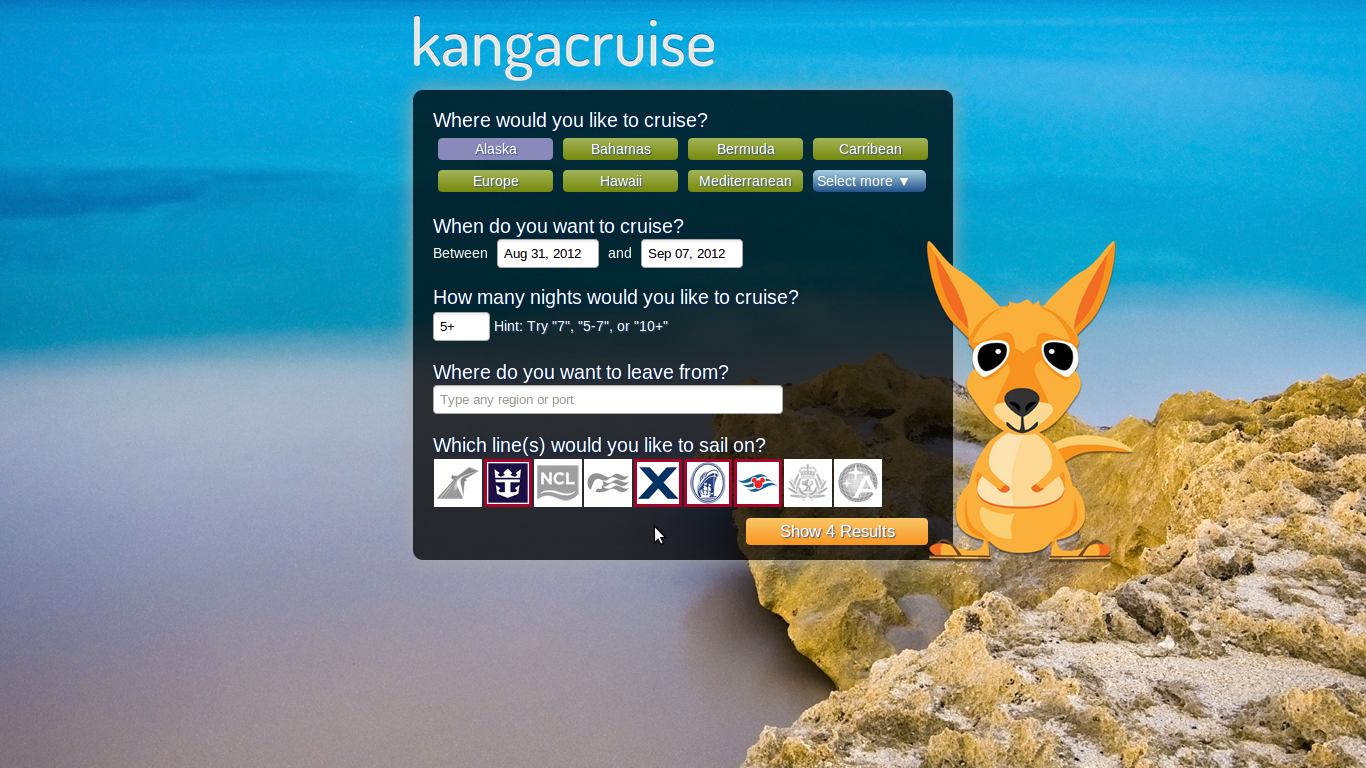 kangacruise
Where would you like to cruise?
Alaska Bahamas Bermuda Carribean
Europe Hawaii Mediterranean Select more ▼
When do you want to cruise?
Between Aug 31, 2012 and Sep 07, 2012
How many nights would you like to cruise?
5+ Hint: Try "7", "5-7", or "10+"
Where do you want to leave from?
Type any region or port
Which line(s) would you like to sail on?
NCL
A
Show 4 Results